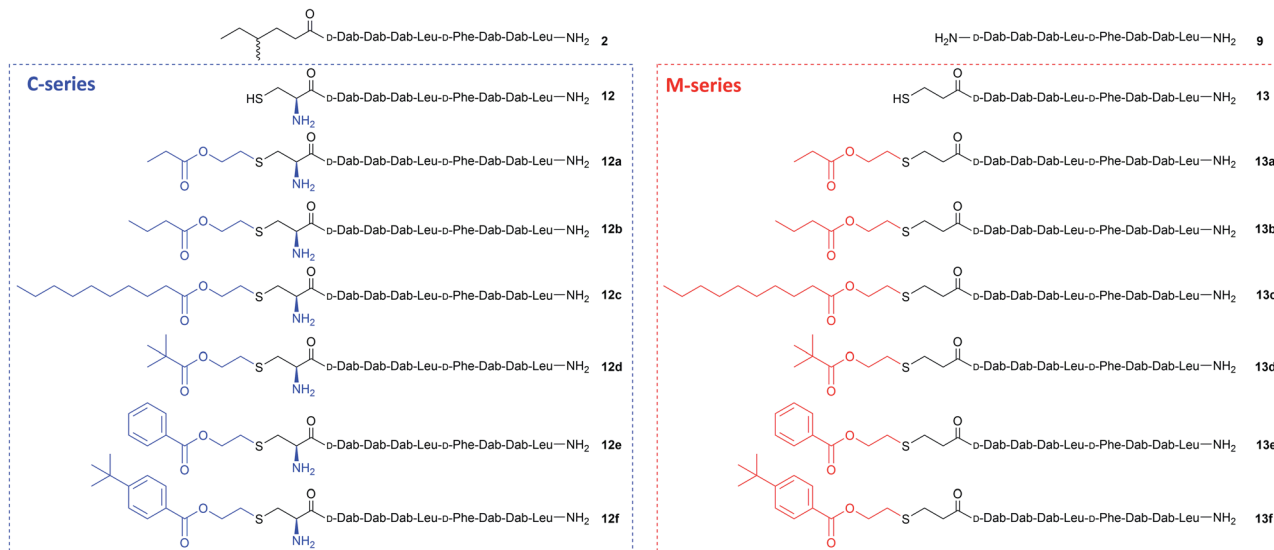 O
D-Dab-Dab-Dab-Leu-D-Phe-Dab-Dab-Leu—NH2 2
H2N—D-Dab-Dab-Dab-Leu-D-Phe-Dab-Dab-Leu—NH2 9
C-series
HS O NH2 D-Dab-Dab-Dab-Leu-D-Phe-Dab-Dab-Leu—NH2 12
O O S O NH2 D-Dab-Dab-Dab-Leu-D-Phe-Dab-Dab-Leu—NH2 12a
O O S O NH2 D-Dab-Dab-Dab-Leu-D-Phe-Dab-Dab-Leu—NH2 12b
O O S O NH2 D-Dab-Dab-Dab-Leu-D-Phe-Dab-Dab-Leu—NH2 12c
O O S O NH2 D-Dab-Dab-Dab-Leu-D-Phe-Dab-Dab-Leu—NH2 12d
O O S O NH2 D-Dab-Dab-Dab-Leu-D-Phe-Dab-Dab-Leu—NH2 12e
O O S O NH2 D-Dab-Dab-Dab-Leu-D-Phe-Dab-Dab-Leu—NH2 12f
M-series
HS O D-Dab-Dab-Dab-Leu-D-Phe-Dab-Dab-Leu—NH2 13
O O S O D-Dab-Dab-Dab-Leu-D-Phe-Dab-Dab-Leu—NH2 13a
O O S O D-Dab-Dab-Dab-Leu-D-Phe-Dab-Dab-Leu—NH2 13b
O O S O D-Dab-Dab-Dab-Leu-D-Phe-Dab-Dab-Leu—NH2 13c
O O S O D-Dab-Dab-Dab-Leu-D-Phe-Dab-Dab-Leu—NH2 13d
O O S O D-Dab-Dab-Dab-Leu-D-Phe-Dab-Dab-Leu—NH2 13e
O O S O D-Dab-Dab-Dab-Leu-D-Phe-Dab-Dab-Leu—NH2 13f